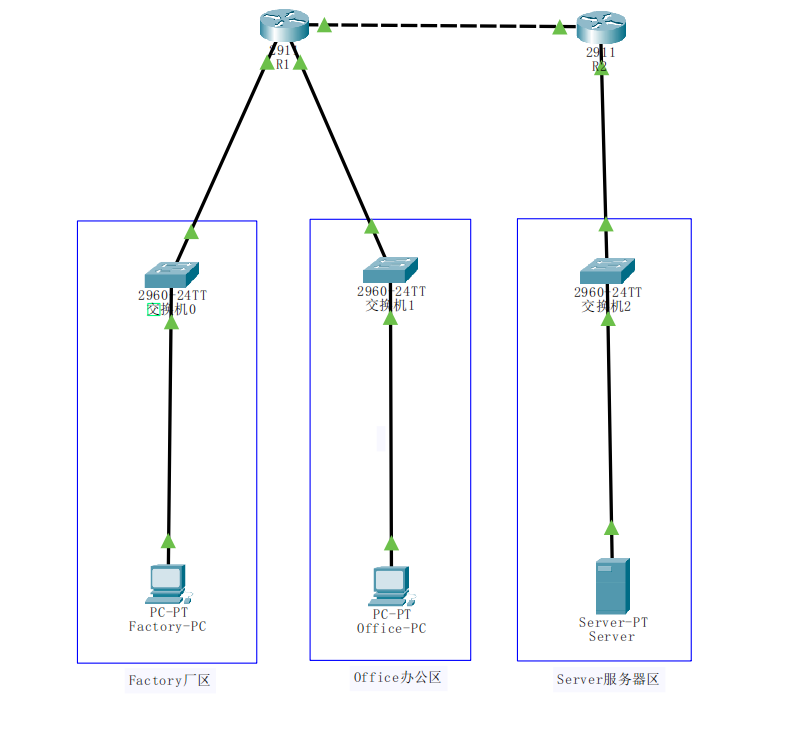 2911
R1
2911
R2
2960-24TT
交换机0
2960-24TT
交换机1
2960-24TT
交换机2
PC-PT
Factory-PC
PC-PT
Office-PC
Server-PT
Server
Factory厂区
Office办公区
Server服务器区